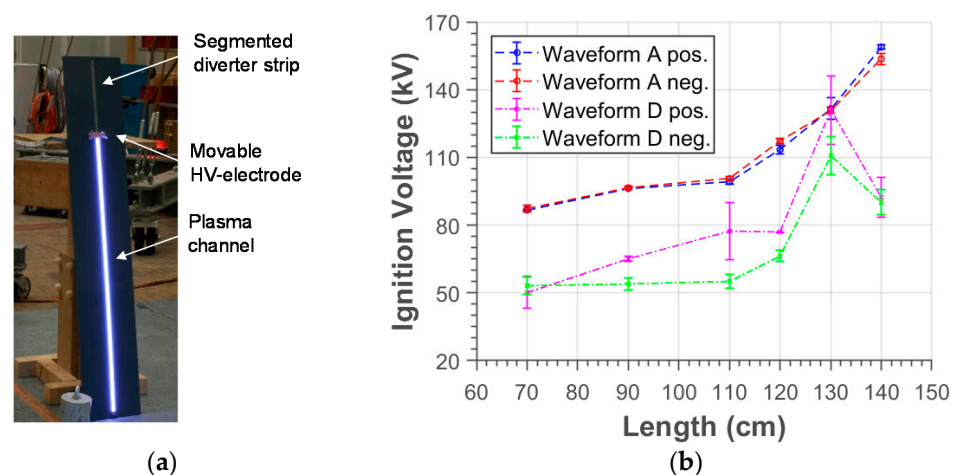 Segmented
diverter strip
Movable
HV-electrode
Plasma
channel
(a)
Ignition Voltage (kV)
170
140
110
80
50
20
Waveform A pos.
Waveform A neg.
Waveform D pos.
Waveform D neg.
60 70 80 90 100 110 120 130 140 150
Length (cm)
(b)